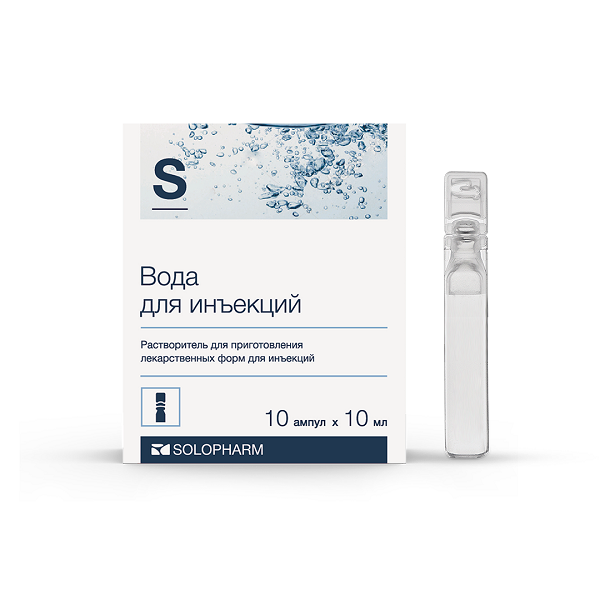 S
Вода
для инъекций
Растворитель для приготовления
лекарственных форм для инъекций
10 ампул x 10 мл
SOLOPHARM